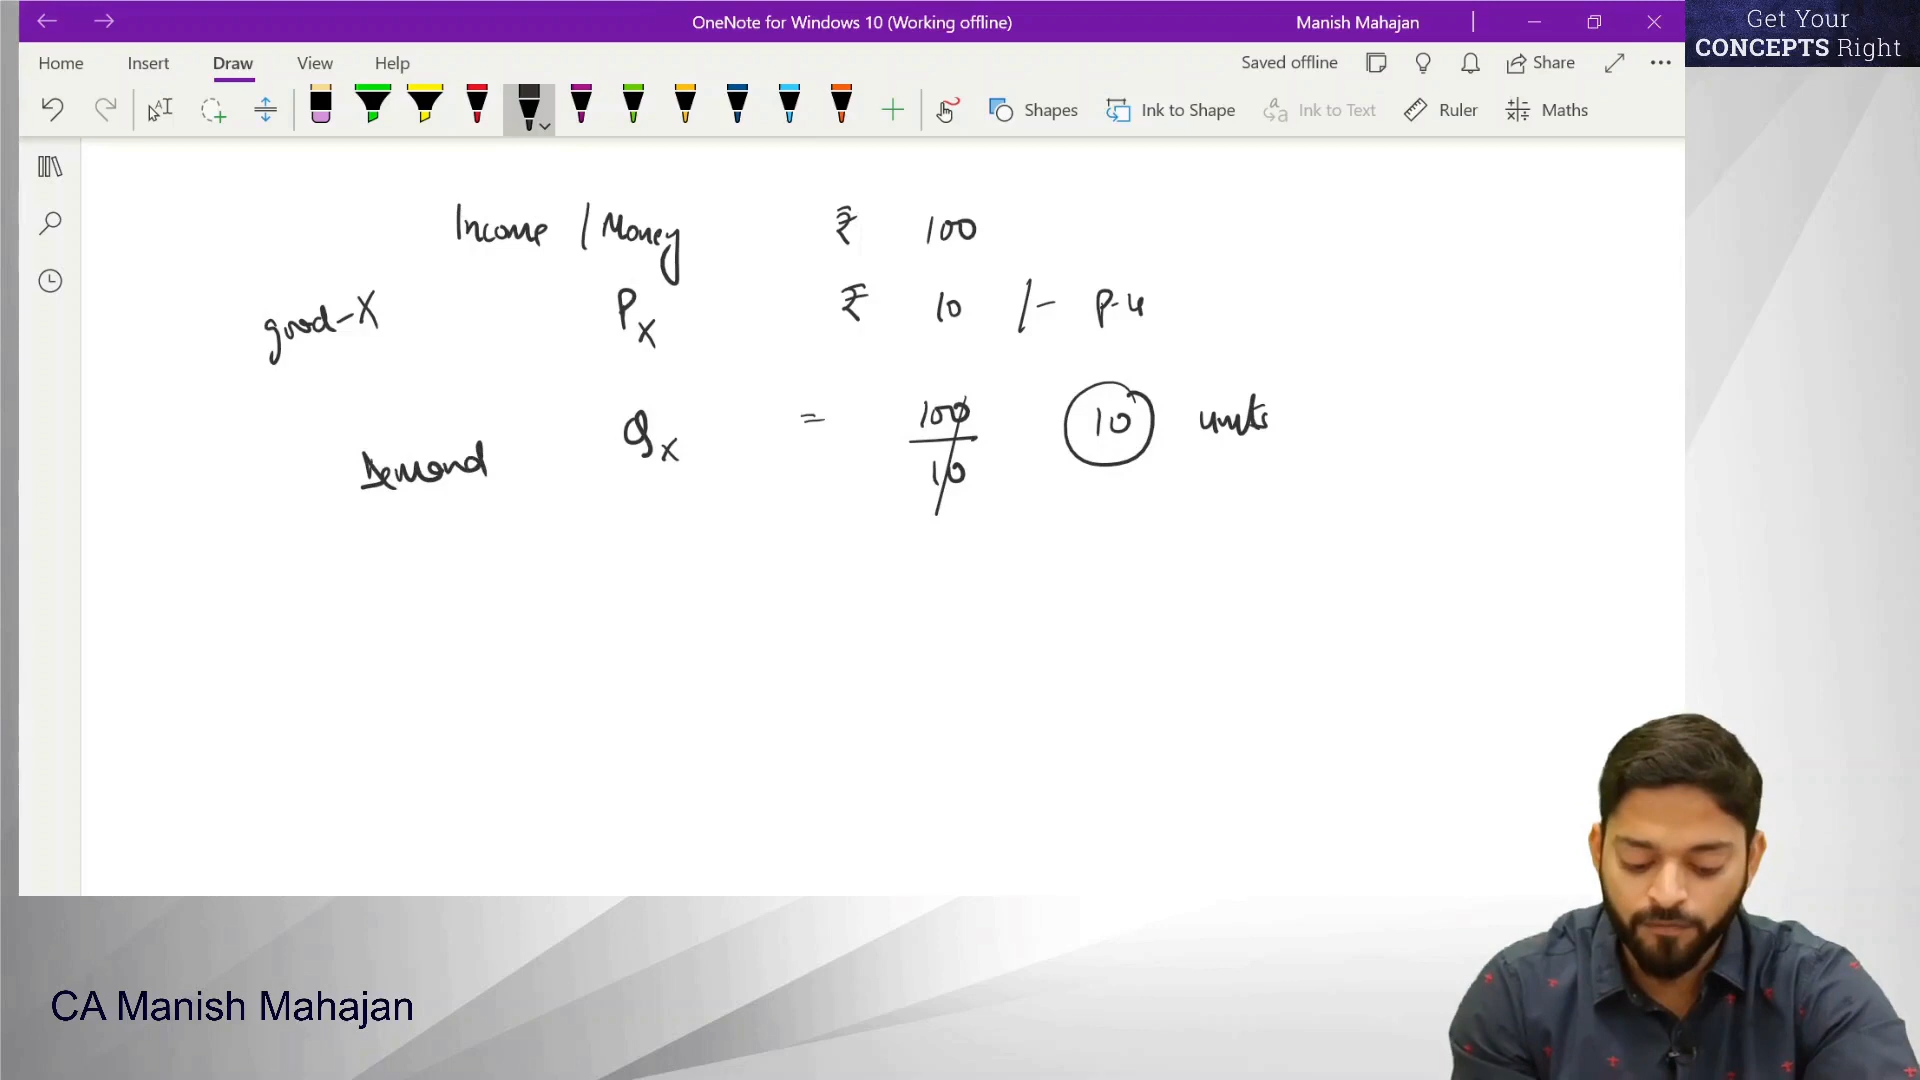 OneNote for Windows 10 (Working offline)
Manish Mahajan
Get Your
CONCEPTS Right
Home Insert Draw View Help
Saved offline
Share
Shapes
Ink to Shape
Ink to Text
Ruler
Maths
Income / Money ₹ 100
good-X Px ₹ 10 /- p.u
Demand Qx = 100/10 10 units
CA Manish Mahajan